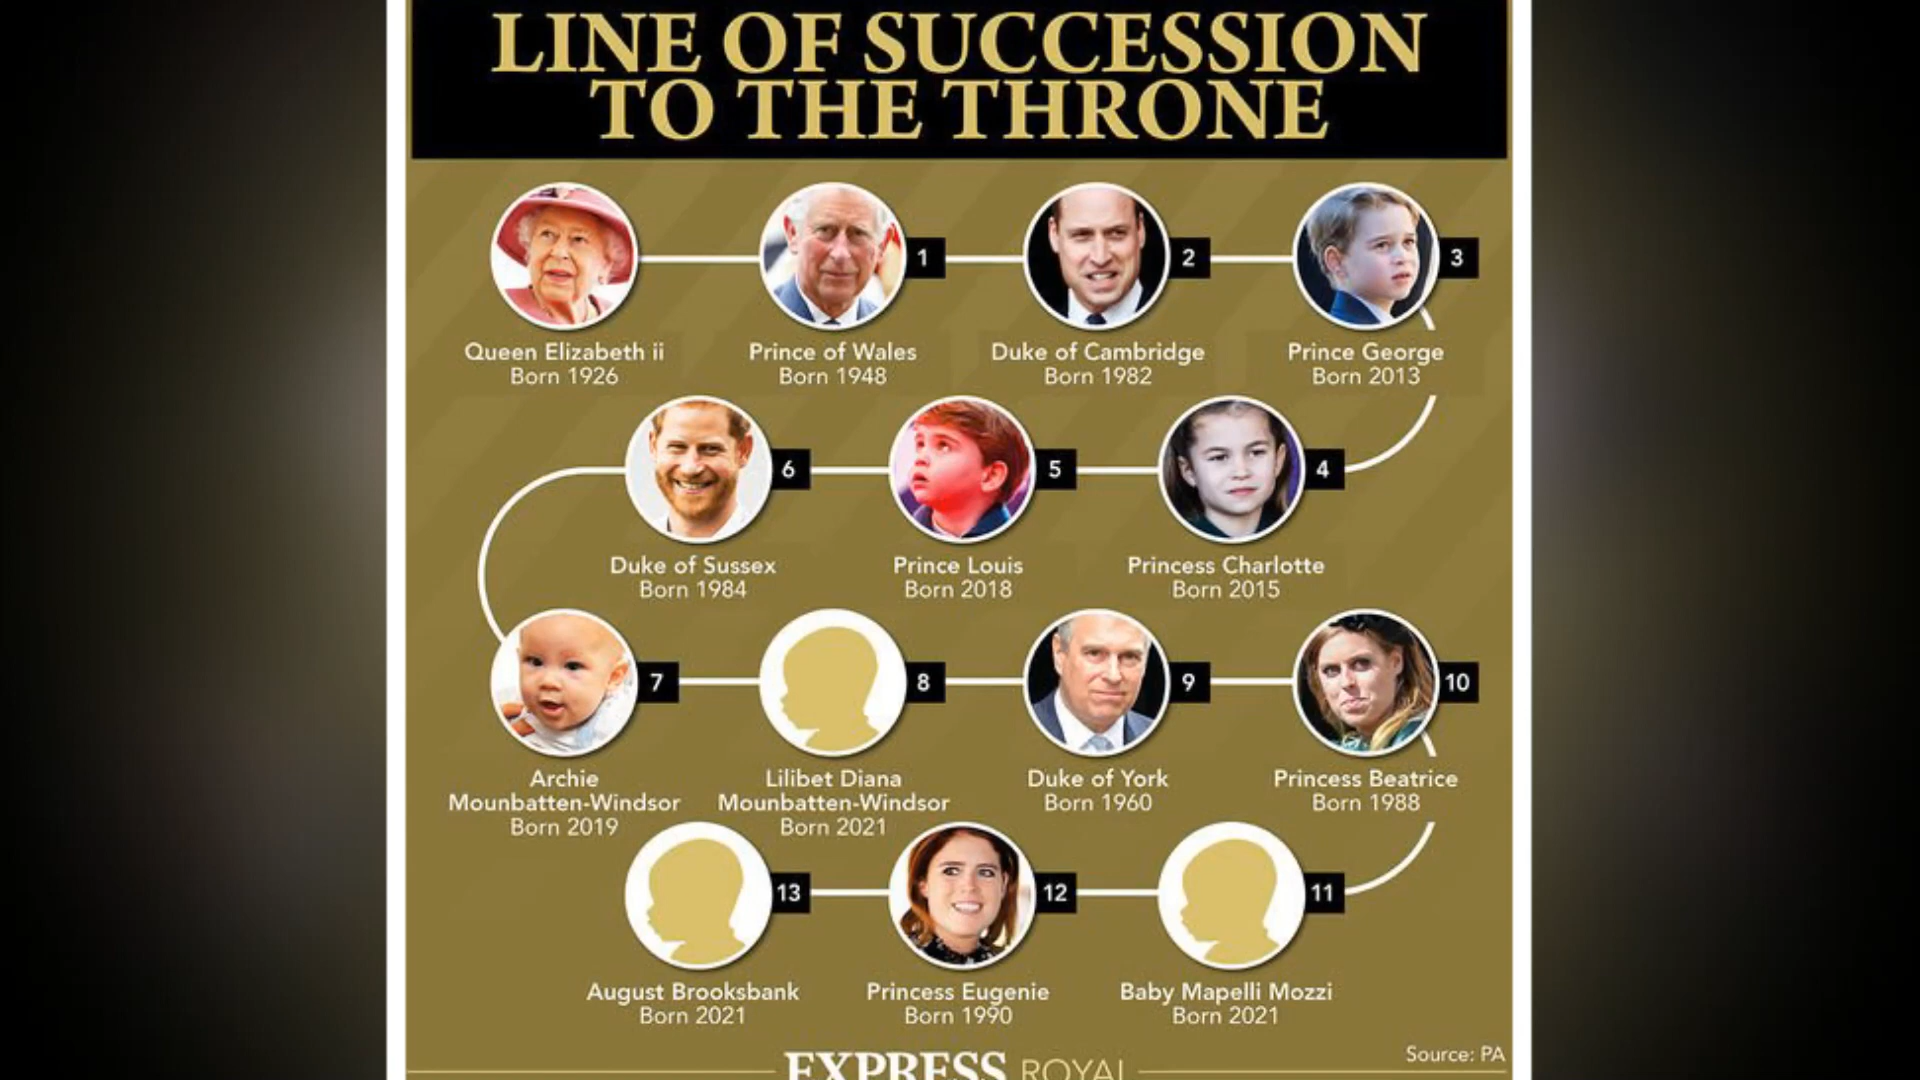 LINE OF SUCCESSION
TO THE THRONE
1
2
3
Queen Elizabeth ii
Born 1926
Prince of Wales
Born 1948
Duke of Cambridge
Born 1982
Prince George
Born 2013
6
5
4
Duke of Sussex
Born 1984
Prince Louis
Born 2018
Princess Charlotte
Born 2015
7
8
9
10
Archie
Mounbatten-Windsor
Born 2019
Lilibet Diana
Mounbatten-Windsor
Born 2021
Duke of York
Born 1960
Princess Beatrice
Born 1988
13
12
11
August Brooksbank
Born 2021
Princess Eugenie
Born 1990
Baby Mapelli Mozzi
Born 2021
Source: PA
EXPRESS ROYAL